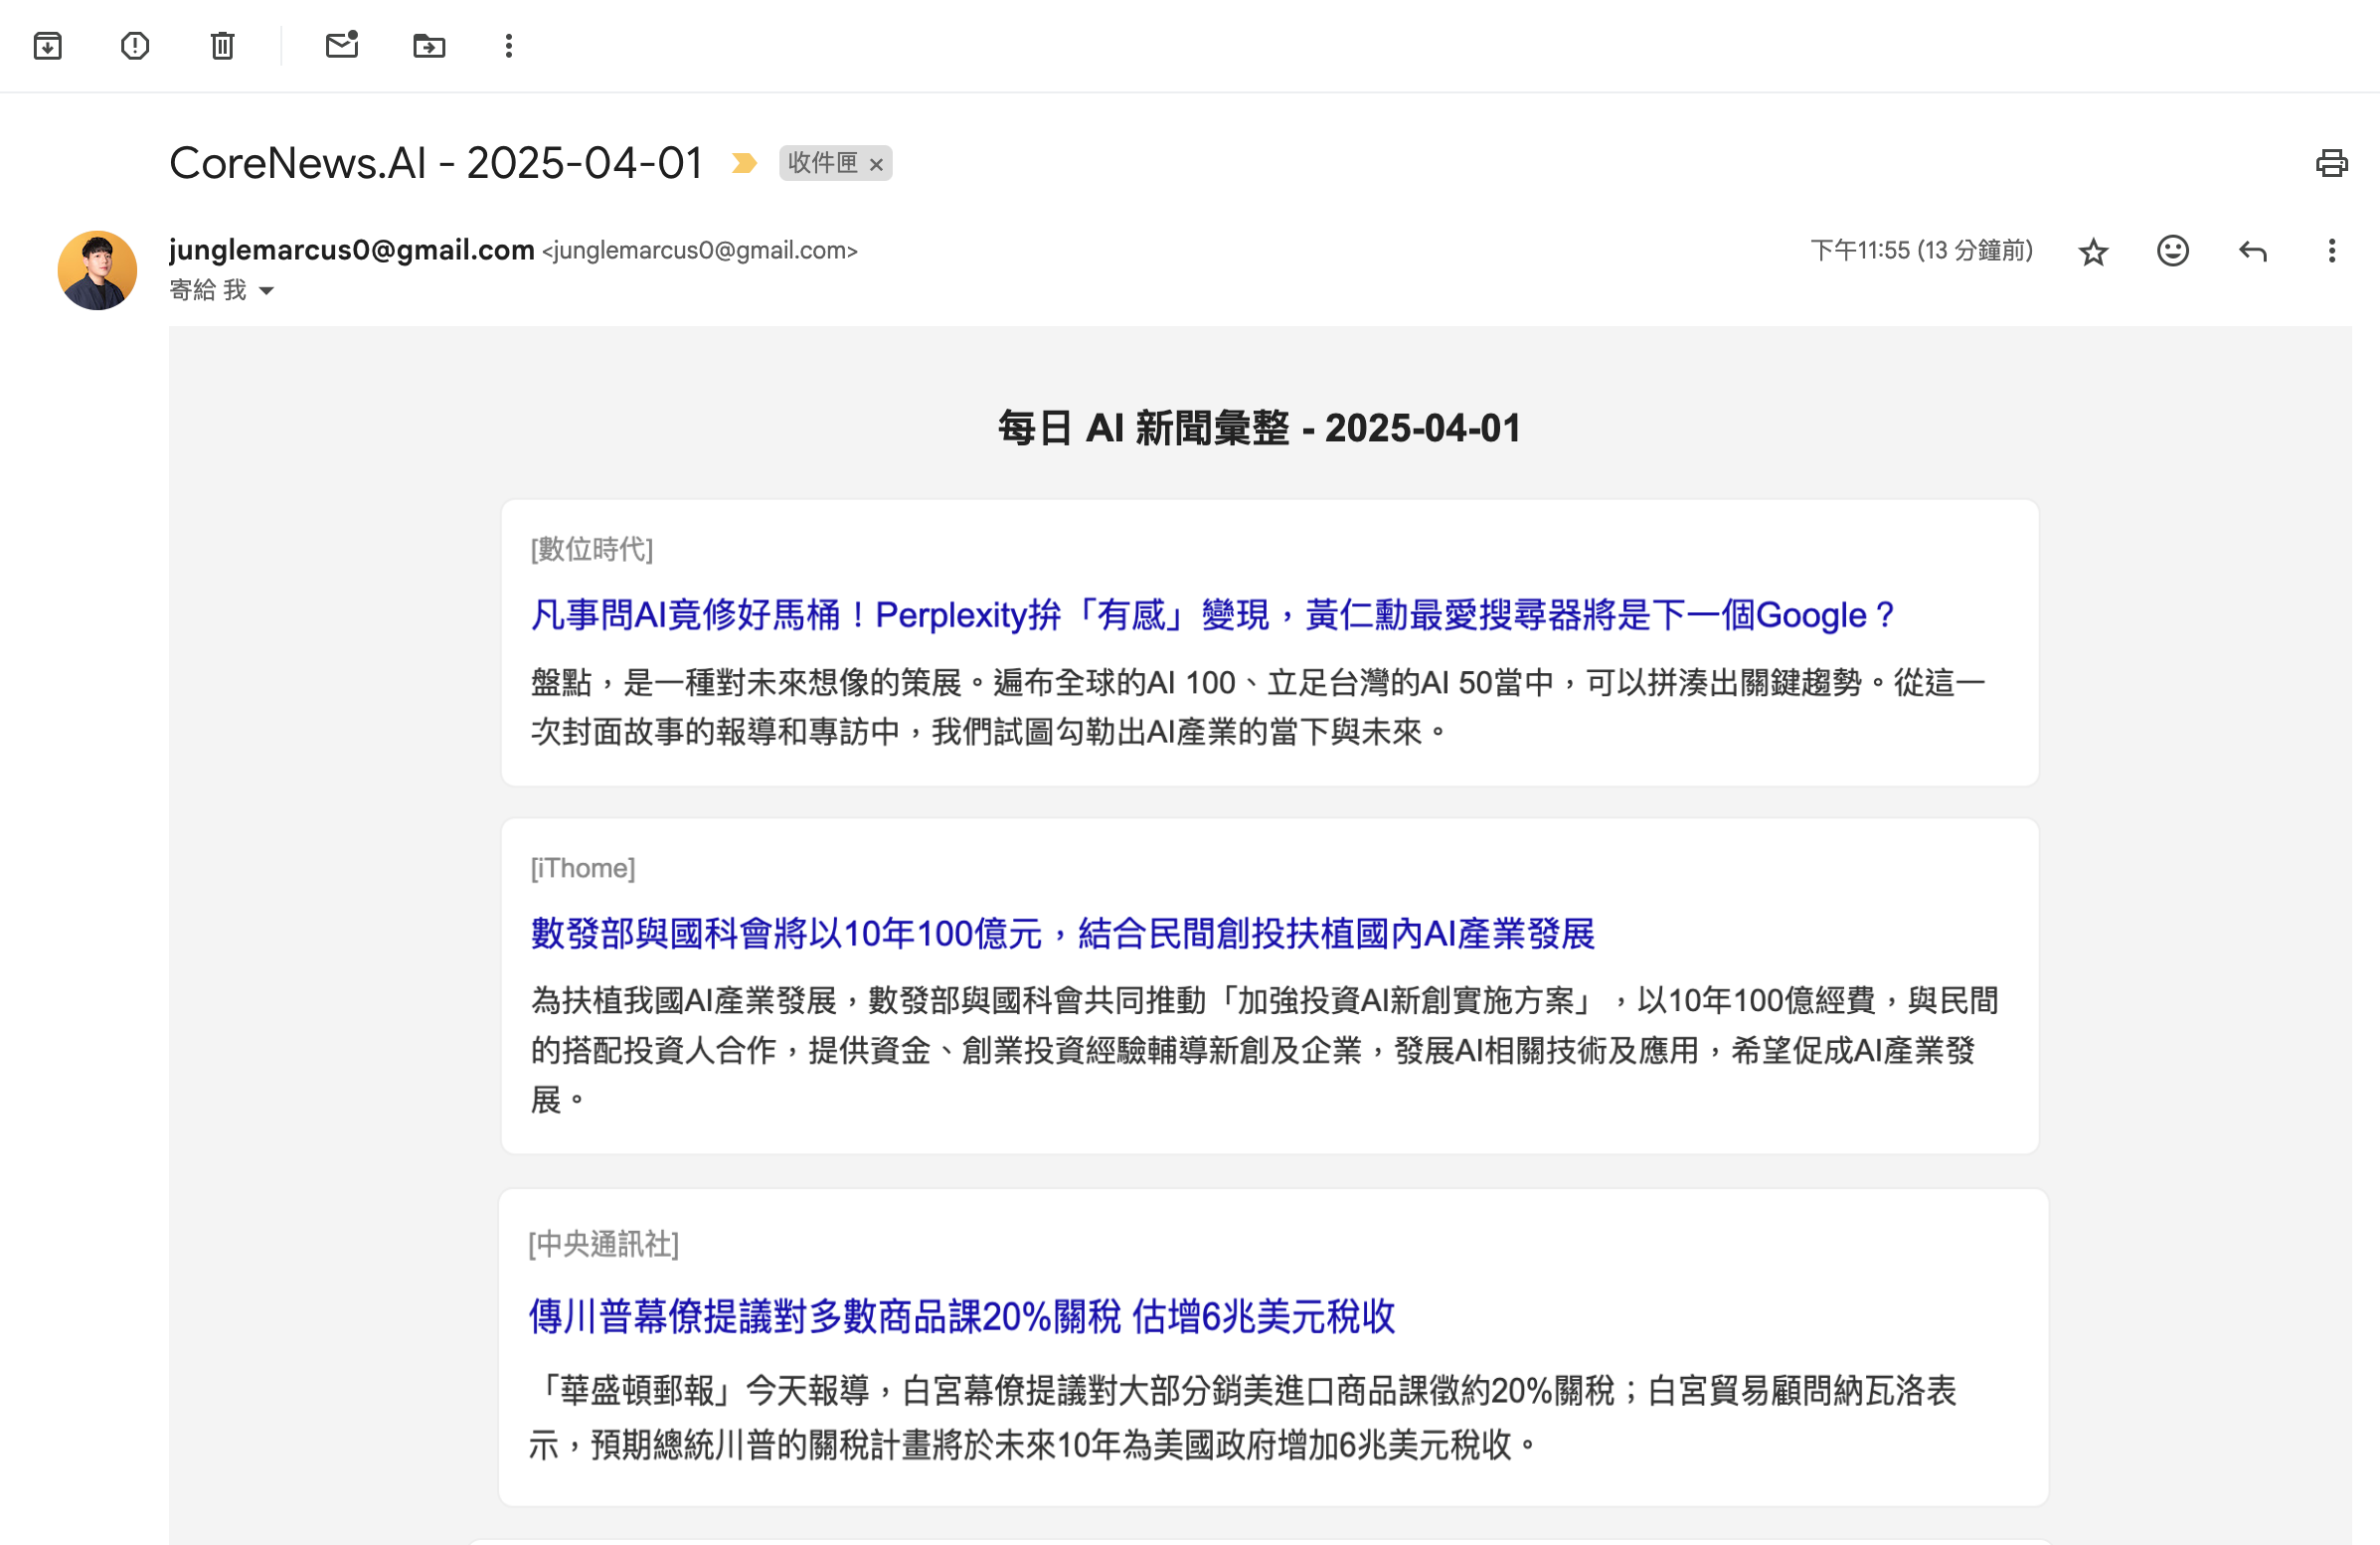 CoreNews.AI - 2025-04-01
收件匣 ×
junglemarcus0@gmail.com <junglemarcus0@gmail.com>
下午11:55 (13 分鐘前)
寄給 我
每日 AI 新聞彙整 - 2025-04-01
[數位時代]
凡事問AI竟修好馬桶！Perplexity拚「有感」變現，黃仁勳最愛搜尋器將是下一個Google？
盤點，是一種對未來想像的策展。遍布全球的AI 100、立足台灣的AI 50當中，可以拼湊出關鍵趨勢。從這一
次封面故事的報導和專訪中，我們試圖勾勒出AI產業的當下與未來。
[iThome]
數發部與國科會將以10年100億元，結合民間創投扶植國內AI產業發展
為扶植我國AI產業發展，數發部與國科會共同推動「加強投資AI新創實施方案」，以10年100億經費，與民間
的搭配投資人合作，提供資金、創業投資經驗輔導新創及企業，發展AI相關技術及應用，希望促成AI產業發
展。
[中央通訊社]
傳川普幕僚提議對多數商品課20%關稅 估增6兆美元稅收
「華盛頓郵報」今天報導，白宮幕僚提議對大部分銷美進口商品課徵約20%關稅；白宮貿易顧問納瓦洛表
示，預期總統川普的關稅計畫將於未來10年為美國政府增加6兆美元稅收。